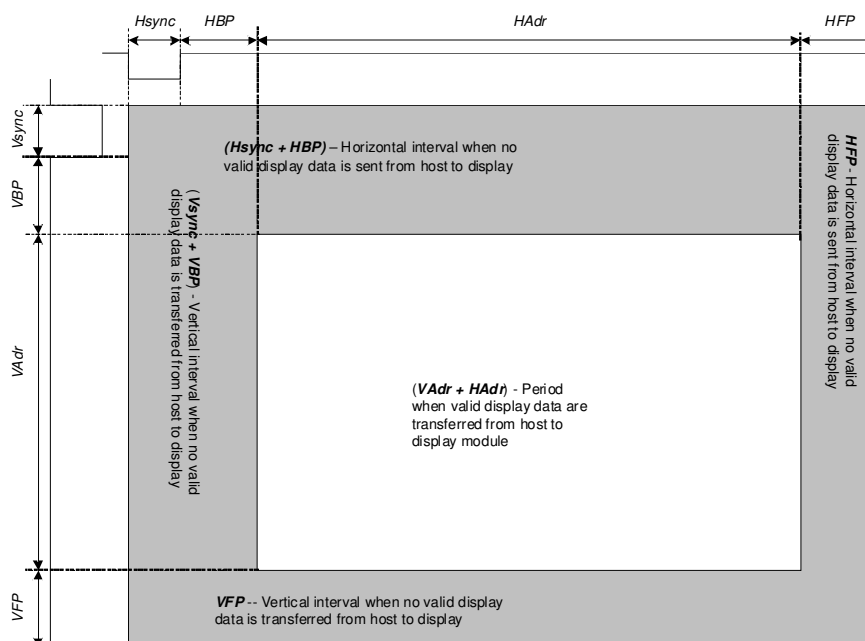 Hsync
HBP
HAdr
HFP
Vsync
VBP
VAdr
VFP
(Hsync + HBP) – Horizontal interval when no
valid display data is sent from host to display
HFP - Horizontal interval when no valid
display data is sent from host to display
(Vsync + VBP) - Vertical interval when no valid
display data is transferred from host to display
(VAdr + HAdr) - Period
when valid display data are
transferred from host to
display module
VFP -- Vertical interval when no valid display
data is transferred from host to display